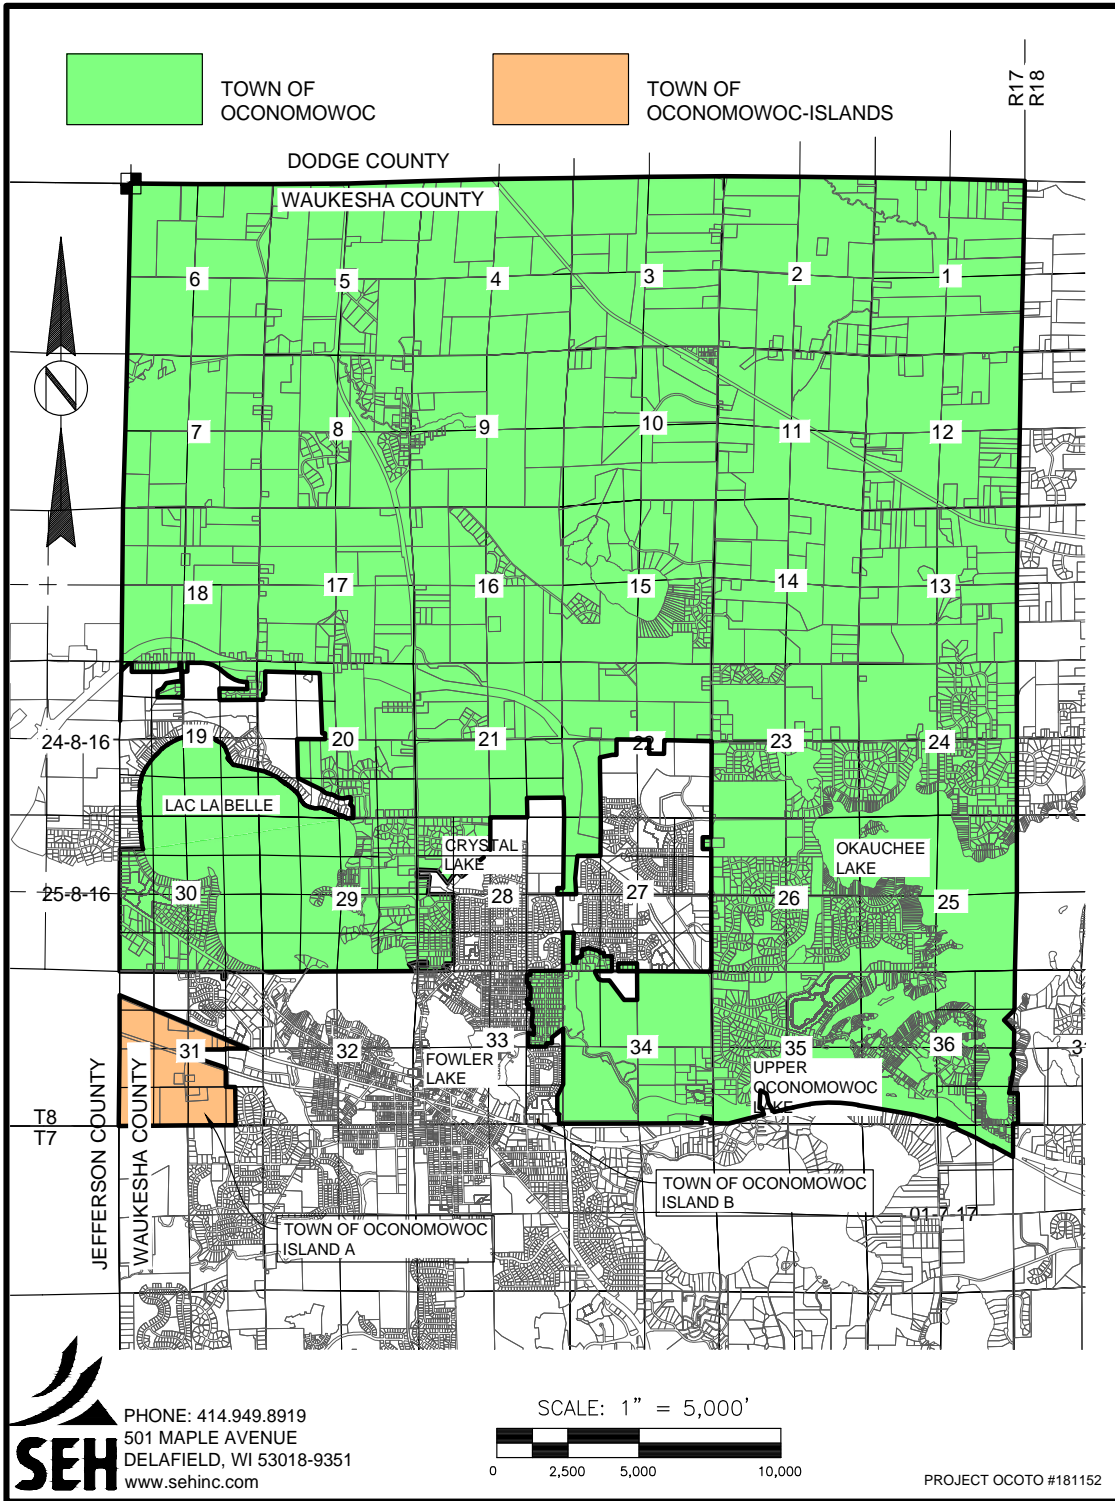 TOWN OF
OCONOMOWOC
TOWN OF
OCONOMOWOC-ISLANDS
R17
R18
DODGE COUNTY
WAUKESHA COUNTY
6
5
4
3
2
1
N
7
8
9
10
11
12
18
17
16
15
14
13
24-8-16
19
20
21
22
23
24
LAC LA BELLE
CRYSTAL
LAKE
OKAUCHEE
LAKE
25-8-16
30
29
28
27
26
25
31
32
33
34
35
36
FOWLER
LAKE
UPPER
OCONOMOWOC
LAKE
T8
T7
JEFFERSON COUNTY
WAUKESHA COUNTY
TOWN OF OCONOMOWOC
ISLAND B
01-7-17
TOWN OF OCONOMOWOC
ISLAND A
SEH
PHONE: 414.949.8919
501 MAPLE AVENUE
DELAFIELD, WI 53018-9351
www.sehinc.com
SCALE: 1" = 5,000'
0 2,500 5,000 10,000
PROJECT OCOTO #181152